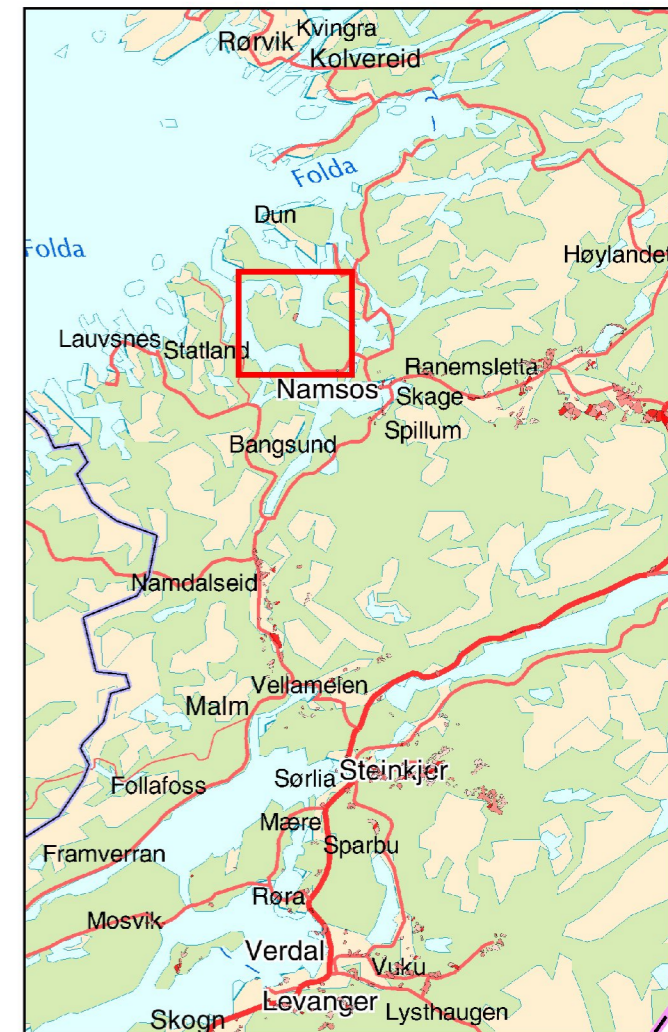 Kvingra
Rørvik
Kolvereid
Folda
Dun
Folda
Høylandet
Lauvsnes
Statland
Ranemsletta
Namsos
Skage
Spillum
Bangsund
Namdalseid
Vellamelen
Malm
Steinkjer
Sørlia
Follafoss
Mære
Sparbu
Framverran
Røra
Mosvik
Verdal
Vuku
Levanger
Lysthaugen
Skogn